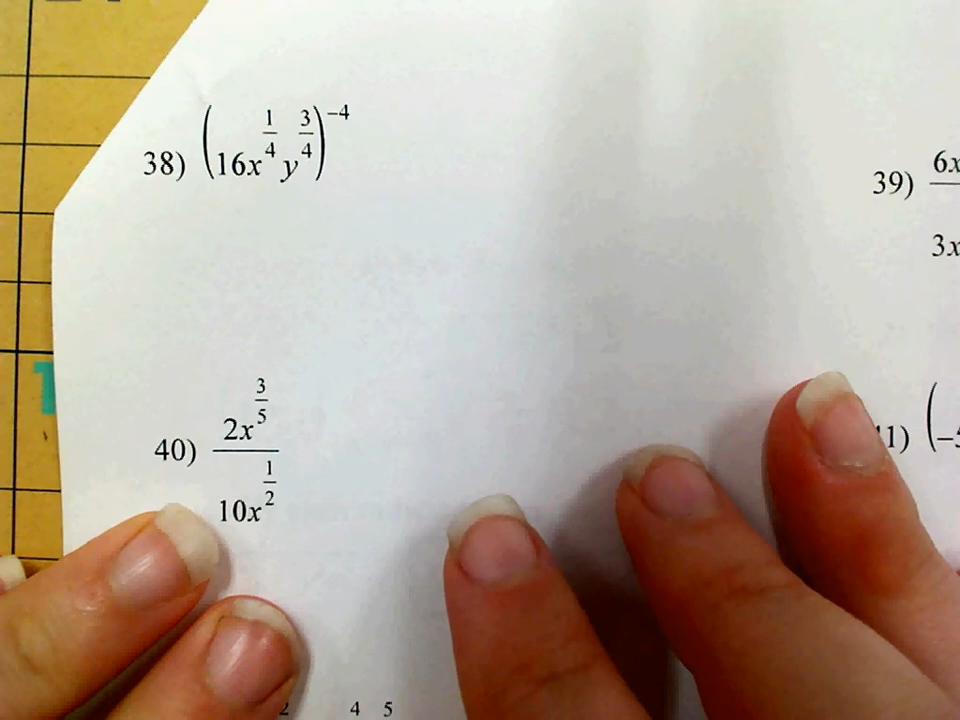 38) (16x^(1/4) y^(3/4))^(-4)
39) 6x
3x
40) 2x^(3/5) / 10x^(1/2)
1) (-5
2 4 5